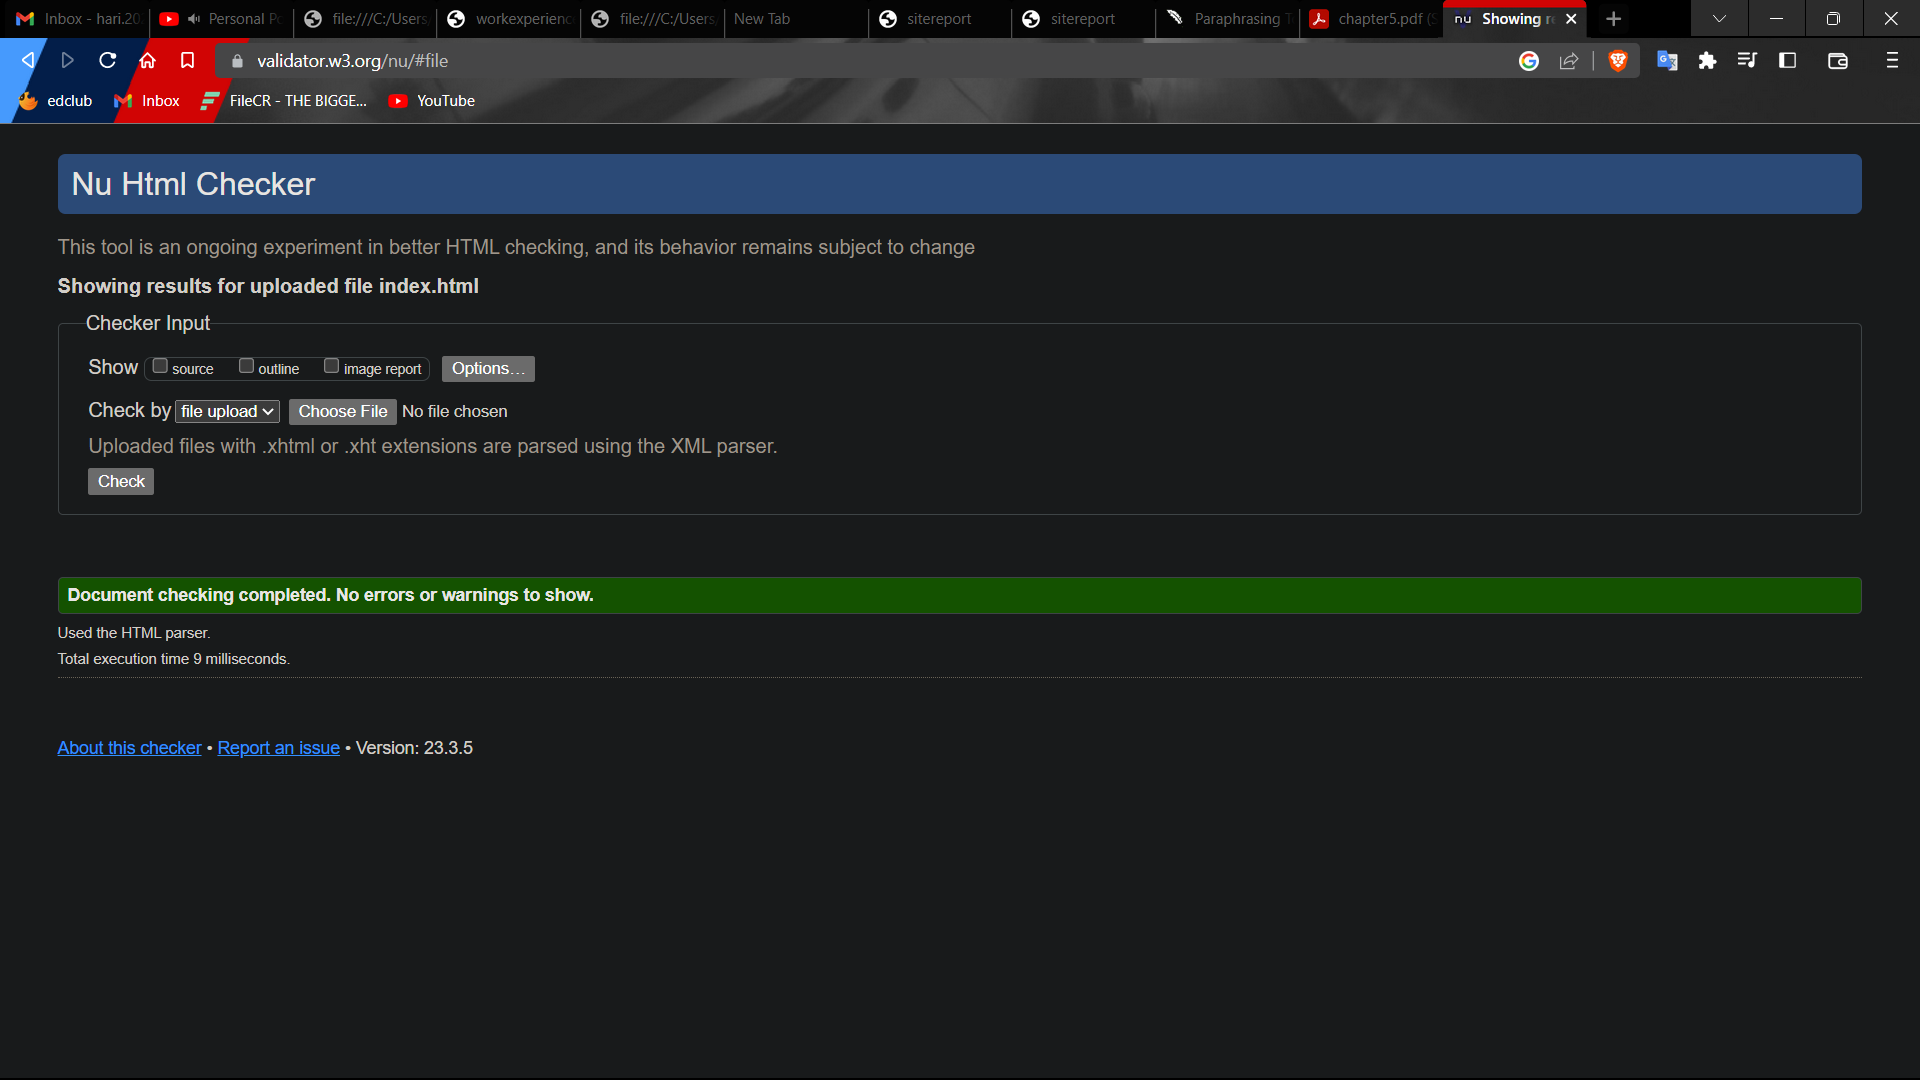 Inbox - hari.20
Personal P
file:///C:/Users,
workexperienc
file:///C:/Users,
New Tab
sitereport
sitereport
Paraphrasing T
chapter5.pdf (S
nu Showing r
validator.w3.org/nu/#file
edclub
Inbox
FileCR - THE BIGGE...
YouTube
Nu Html Checker
This tool is an ongoing experiment in better HTML checking, and its behavior remains subject to change
Showing results for uploaded file index.html
Checker Input
Show source outline image report Options...
Check by file upload Choose File No file chosen
Uploaded files with .xhtml or .xht extensions are parsed using the XML parser.
Check
Document checking completed. No errors or warnings to show.
Used the HTML parser.
Total execution time 9 milliseconds.
About this checker • Report an issue • Version: 23.3.5